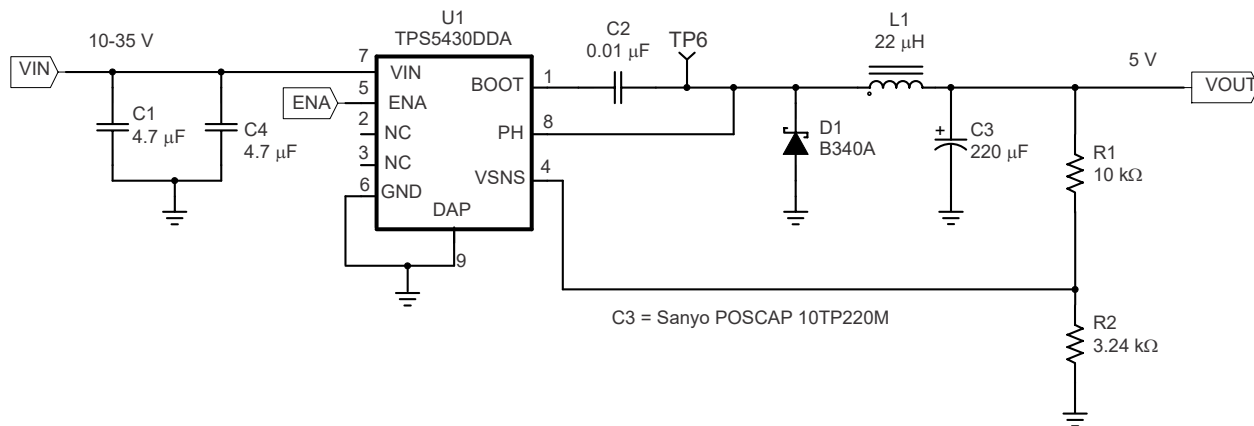 U1
TPS5430DDA
10-35 V
VIN
C1
4.7 μF
C4
4.7 μF
ENA
7
5
2
3
6
VIN
ENA
NC
NC
GND
DAP
9
BOOT
PH
VSNS
1
8
4
C2
0.01 μF
TP6
L1
22 μH
D1
B340A
+
C3
220 μF
5 V
VOUT
R1
10 kΩ
C3 = Sanyo POSCAP 10TP220M
R2
3.24 kΩ